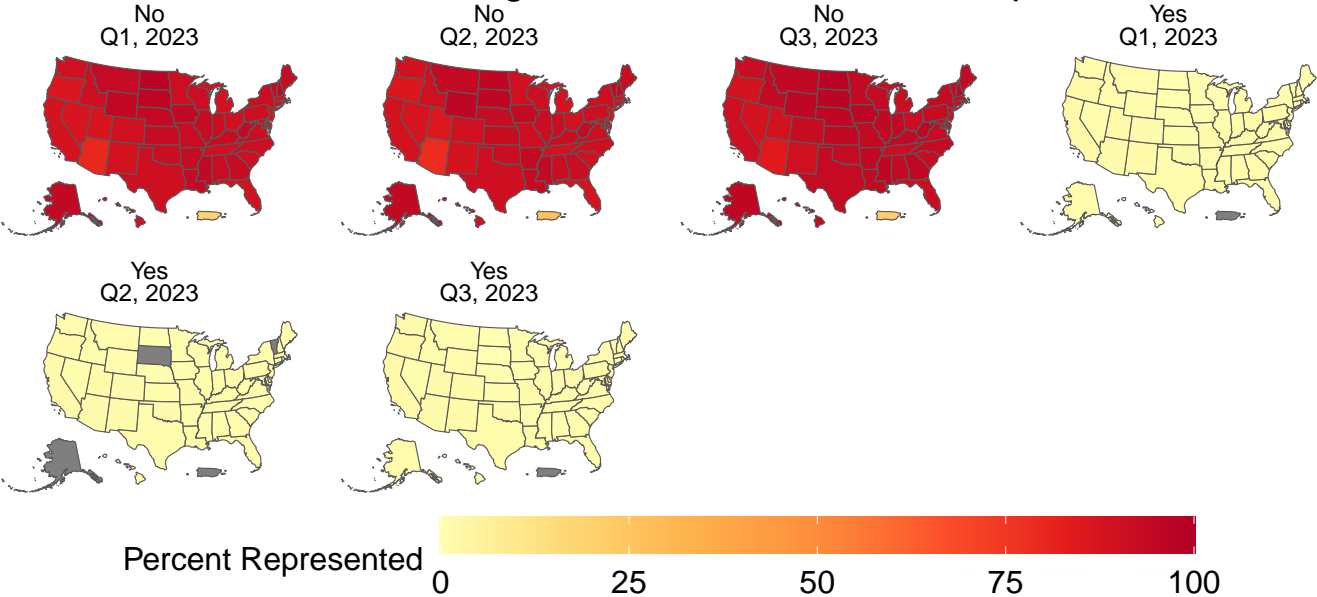 No
Q1, 2023
No
Q2, 2023
No
Q3, 2023
Yes
Q1, 2023
Yes
Q2, 2023
Yes
Q3, 2023
Percent Represented
0 25 50 75 100